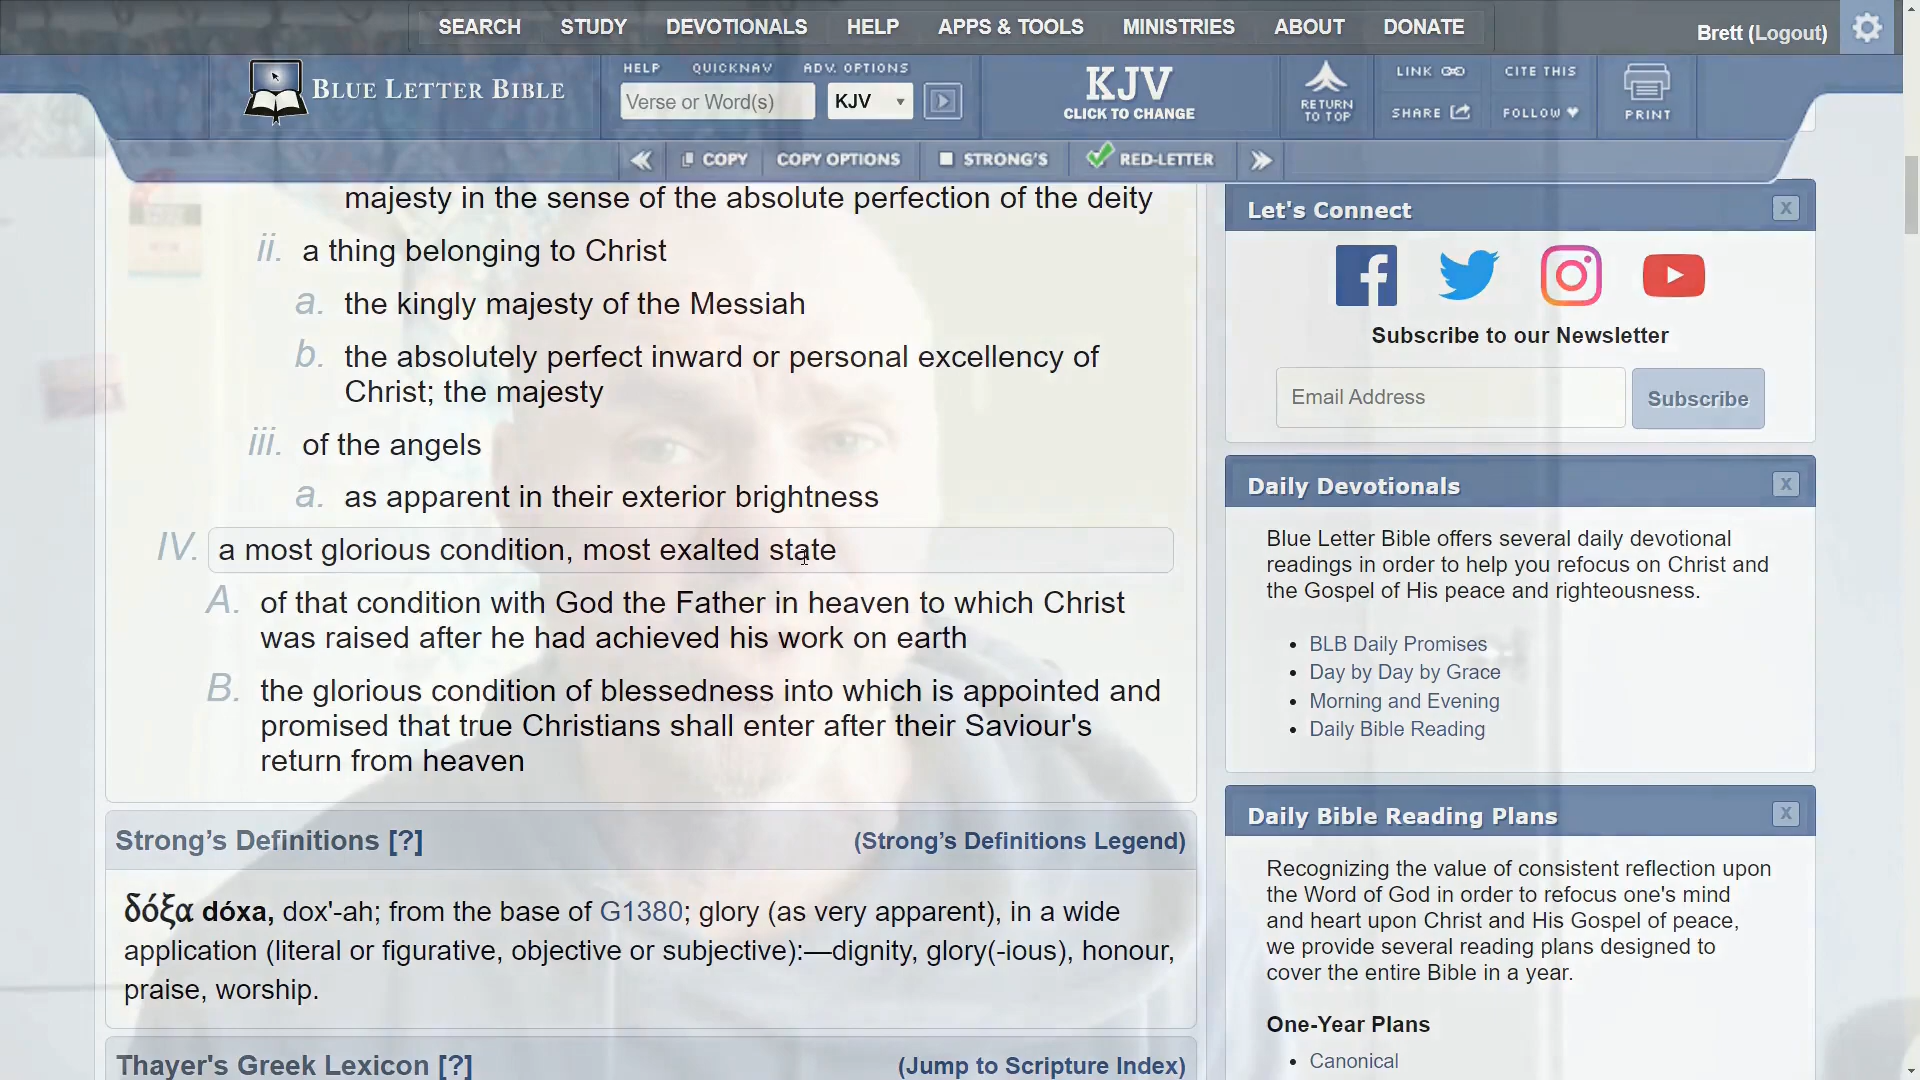 SEARCH STUDY DEVOTIONALS HELP APPS & TOOLS MINISTRIES ABOUT DONATE Brett (Logout)
BLUE LETTER BIBLE
HELP QUICKNAV ADV. OPTIONS
Verse or Word(s) KJV
KJV
CLICK TO CHANGE
RETURN
TO TOP
LINK CITE THIS
SHARE FOLLOW
PRINT
COPY COPY OPTIONS STRONG'S RED-LETTER
majesty in the sense of the absolute perfection of the deity
ii. a thing belonging to Christ
a. the kingly majesty of the Messiah
b. the absolutely perfect inward or personal excellency of
Christ; the majesty
iii. of the angels
a. as apparent in their exterior brightness
IV. a most glorious condition, most exalted state
A. of that condition with God the Father in heaven to which Christ
was raised after he had achieved his work on earth
B. the glorious condition of blessedness into which is appointed and
promised that true Christians shall enter after their Saviour's
return from heaven
Strong’s Definitions [?] (Strong’s Definitions Legend)
δόξα dóxa, dox'-ah; from the base of G1380; glory (as very apparent), in a wide
application (literal or figurative, objective or subjective):—dignity, glory(-ious), honour,
praise, worship.
Thayer's Greek Lexicon [?] (Jump to Scripture Index)
Let's Connect X
Subscribe to our Newsletter
Email Address Subscribe
Daily Devotionals X
Blue Letter Bible offers several daily devotional
readings in order to help you refocus on Christ and
the Gospel of His peace and righteousness.
• BLB Daily Promises
• Day by Day by Grace
• Morning and Evening
• Daily Bible Reading
Daily Bible Reading Plans X
Recognizing the value of consistent reflection upon
the Word of God in order to refocus one's mind
and heart upon Christ and His Gospel of peace,
we provide several reading plans designed to
cover the entire Bible in a year.
One-Year Plans
• Canonical